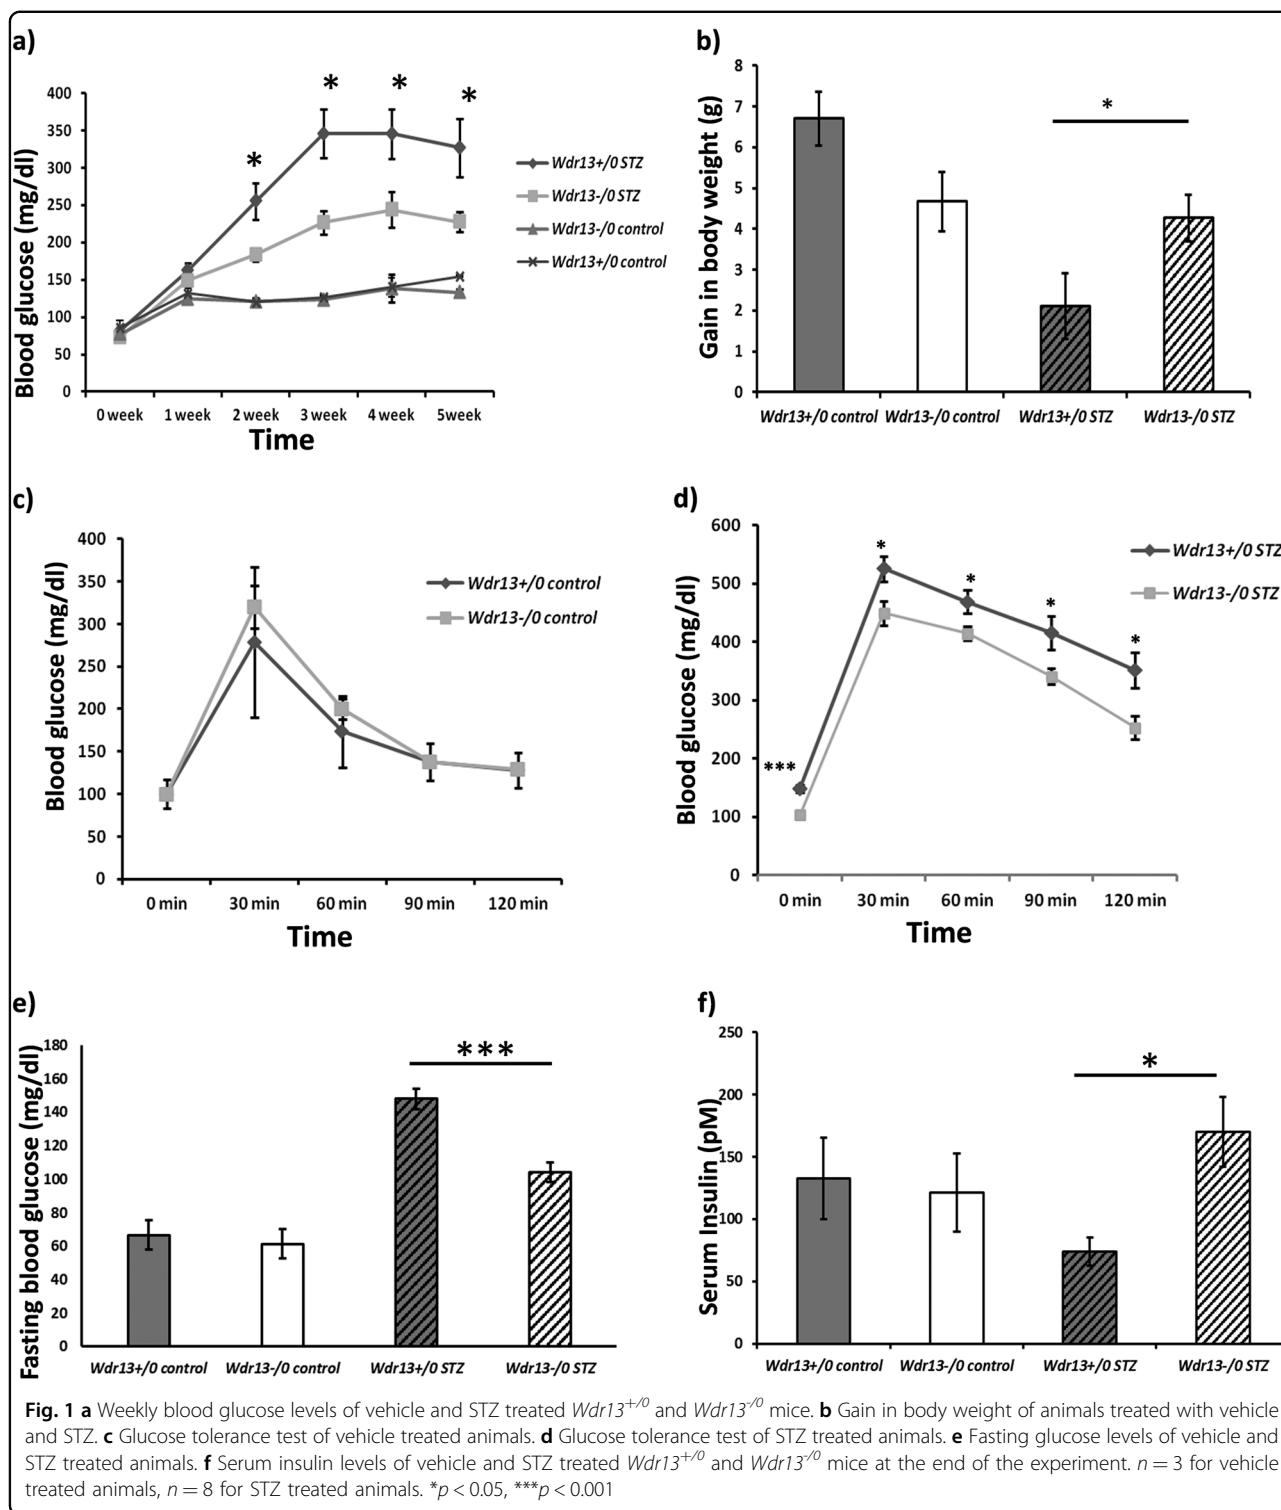 a)
Blood glucose (mg/dl)
400
350
300
250
200
150
100
50
0
0 week 1 week 2 week 3 week 4 week 5week
Time
* * * *
Wdr13+/0 STZ
Wdr13-/0 STZ
Wdr13-/0 control
Wdr13+/0 control
b)
Gain in body weight (g)
8
7
6
5
4
3
2
1
0
*
Wdr13+/0 control Wdr13-/0 control Wdr13+/0 STZ Wdr13-/0 STZ
c)
Blood glucose (mg/dl)
400
350
300
250
200
150
100
50
0
0 min 30 min 60 min 90 min 120 min
Time
Wdr13+/0 control
Wdr13-/0 control
d)
Blood glucose (mg/dl)
600
500
400
300
200
100
0
*** * * * *
0 min 30 min 60 min 90 min 120 min
Time
Wdr13+/0 STZ
Wdr13-/0 STZ
e)
Fasting blood glucose (mg/dl)
180
160
140
120
100
80
60
40
20
0
***
Wdr13+/0 control Wdr13-/0 control Wdr13+/0 STZ Wdr13-/0 STZ
f)
Serum Insulin (pM)
250
200
150
100
50
0
*
Wdr13+/0 control Wdr13-/0 control Wdr13+/0 STZ Wdr13-/0 STZ
Fig. 1 a Weekly blood glucose levels of vehicle and STZ treated Wdr13+/0 and Wdr13-/0 mice. b Gain in body weight of animals treated with vehicle
and STZ. c Glucose tolerance test of vehicle treated animals. d Glucose tolerance test of STZ treated animals. e Fasting glucose levels of vehicle and
STZ treated animals. f Serum insulin levels of vehicle and STZ treated Wdr13+/0 and Wdr13-/0 mice at the end of the experiment. n = 3 for vehicle
treated animals, n = 8 for STZ treated animals. *p < 0.05, ***p < 0.001